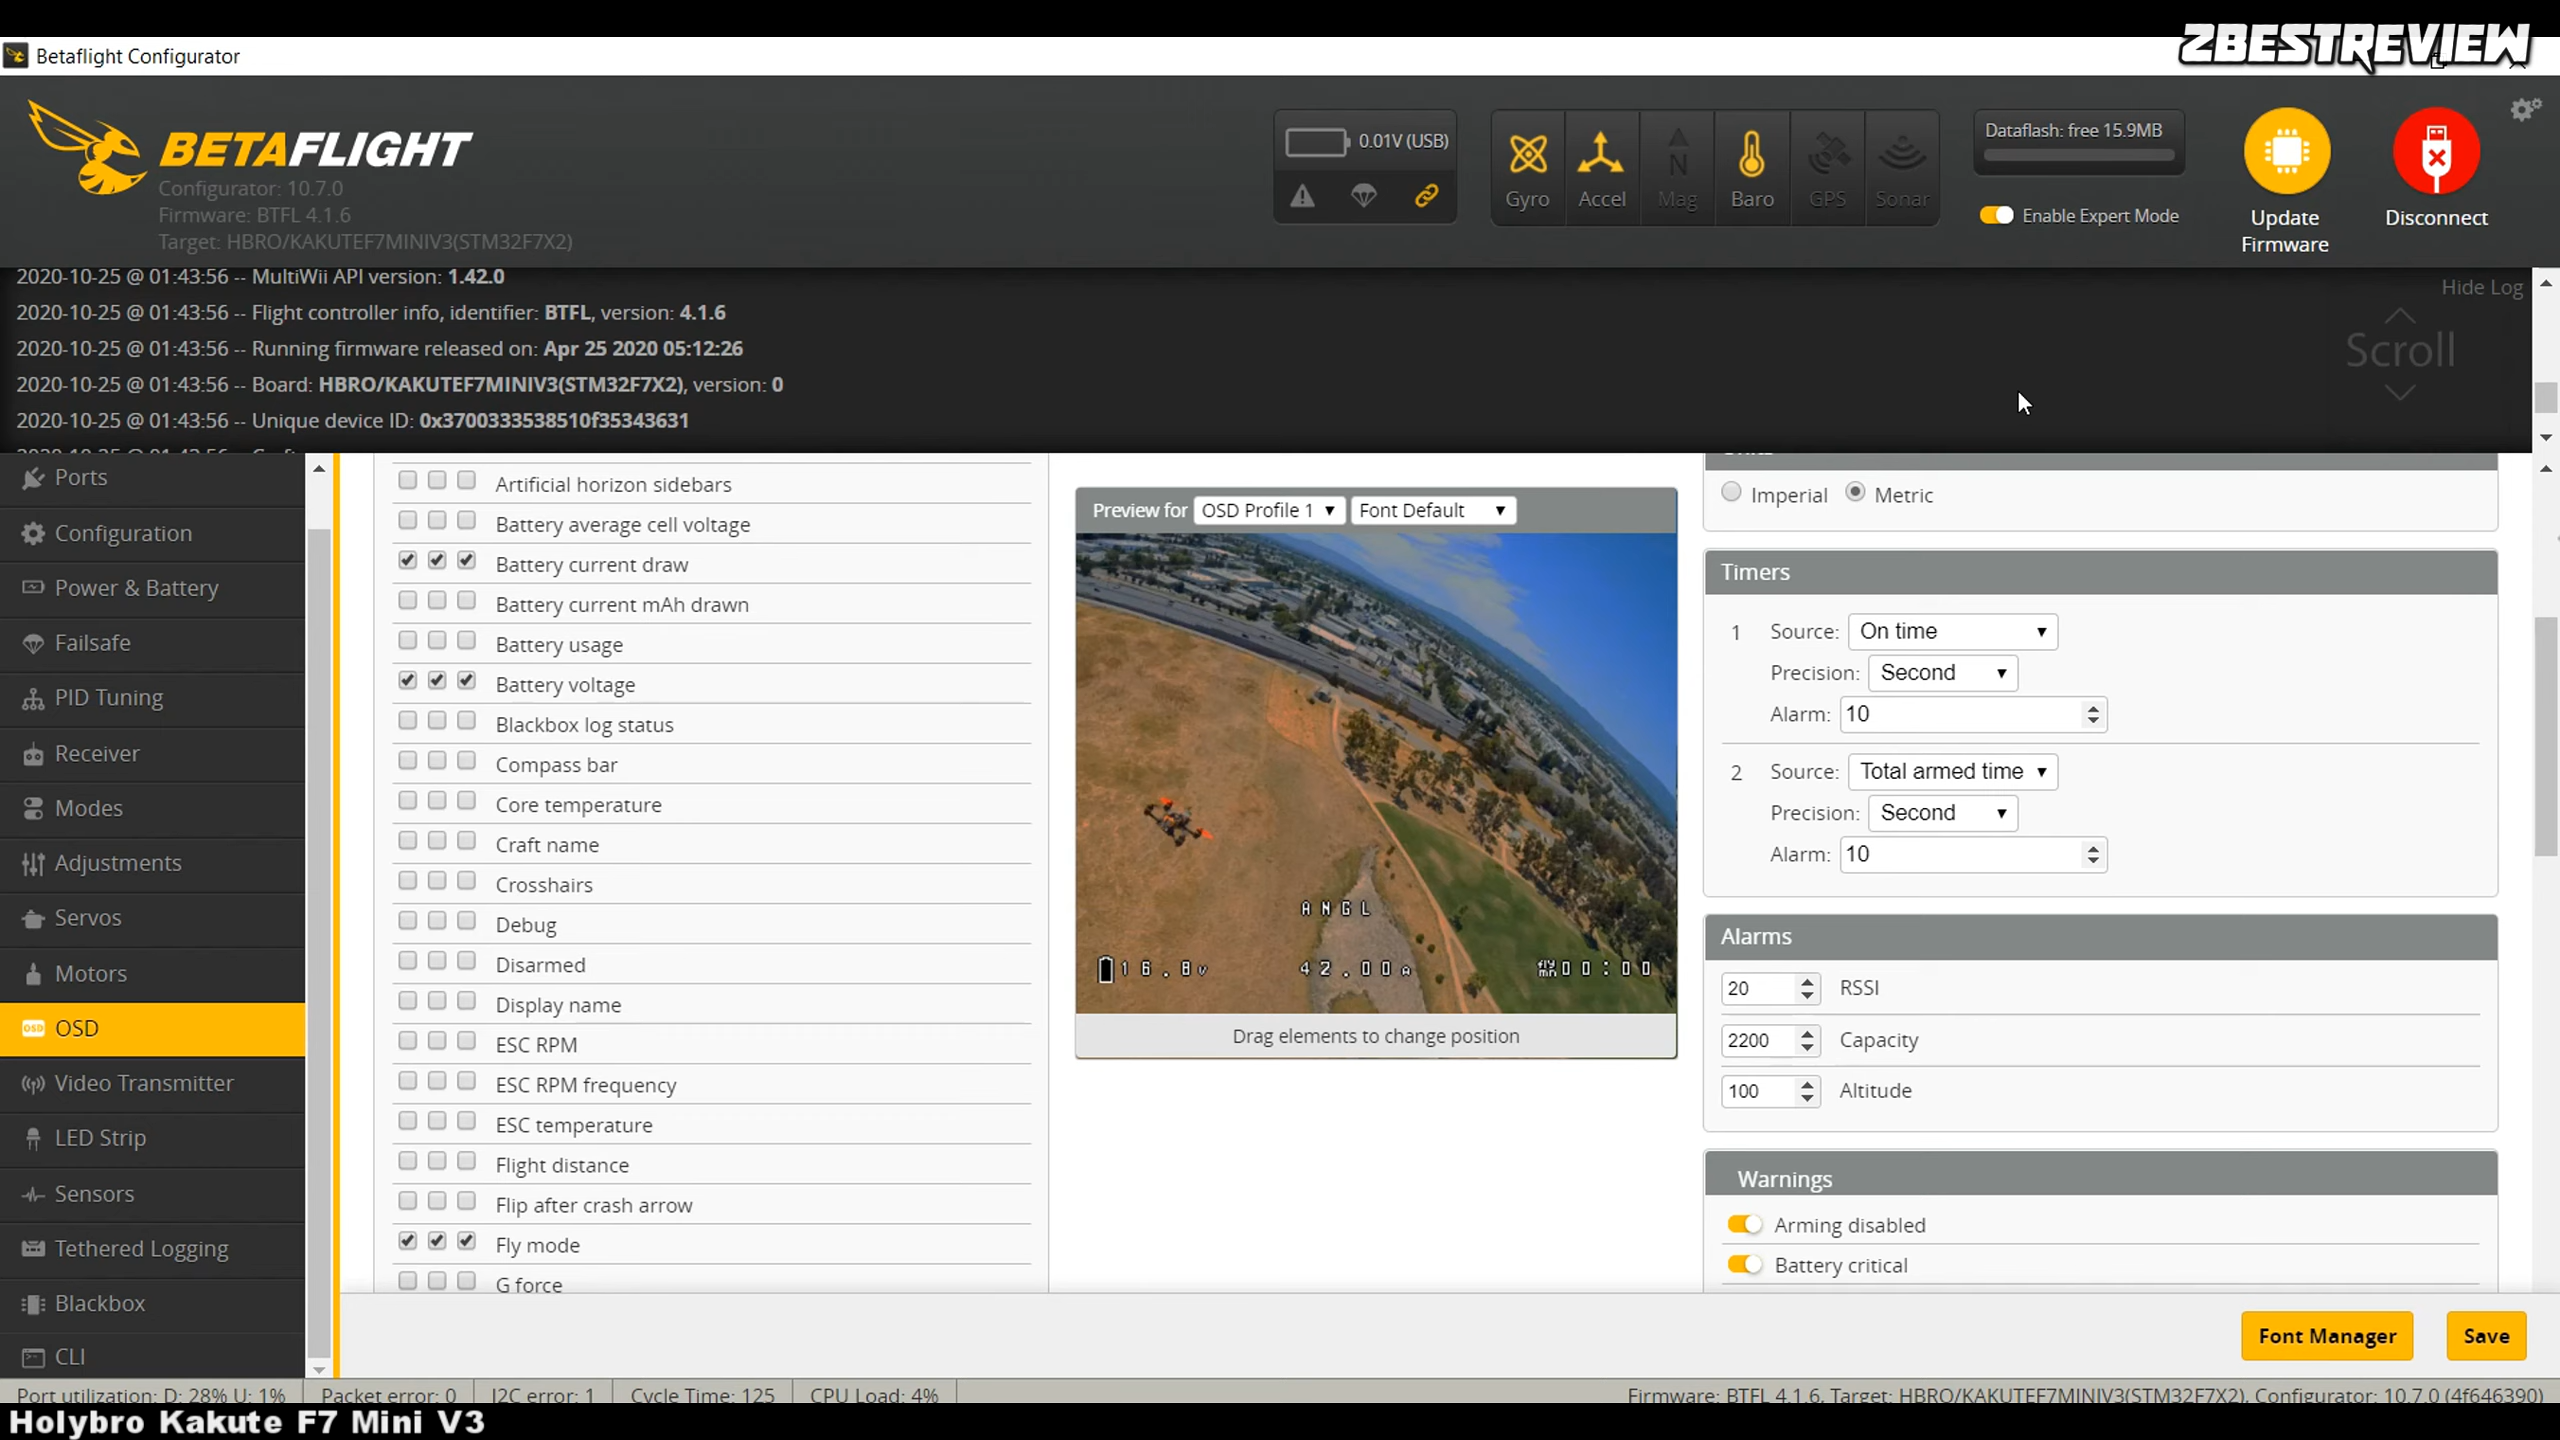 ZBESTREVIEW
Betaflight Configurator
BETAFLIGHT
Configurator: 10.7.0
Firmware: BTFL 4.1.6
Target: HBRO/KAKUTEF7MINIV3(STM32F7X2)
0.01V (USB)
Gyro
Accel
N
Mag
Baro
GPS
Sonar
Dataflash: free 15.9MB
Enable Expert Mode
Update
Firmware
Disconnect
2020-10-25 @ 01:43:56 -- MultiWii API version: 1.42.0
2020-10-25 @ 01:43:56 -- Flight controller info, identifier: BTFL, version: 4.1.6
2020-10-25 @ 01:43:56 -- Running firmware released on: Apr 25 2020 05:12:26
2020-10-25 @ 01:43:56 -- Board: HBRO/KAKUTEF7MINIV3(STM32F7X2), version: 0
2020-10-25 @ 01:43:56 -- Unique device ID: 0x3700333538510f35343631
Hide Log
Scroll
Ports
Configuration
Power & Battery
Failsafe
PID Tuning
Receiver
Modes
Adjustments
Servos
Motors
OSD OSD
Video Transmitter
LED Strip
Sensors
Tethered Logging
Blackbox
CLI
Artificial horizon sidebars
Battery average cell voltage
Battery current draw
Battery current mAh drawn
Battery usage
Battery voltage
Blackbox log status
Compass bar
Core temperature
Craft name
Crosshairs
Debug
Disarmed
Display name
ESC RPM
ESC RPM frequency
ESC temperature
Flight distance
Flip after crash arrow
Fly mode
G force
Preview for OSD Profile 1 Font Default
ANGL
16.8V 42.00A FLY MN 00:00
Drag elements to change position
Imperial Metric
Timers
1 Source: On time
Precision: Second
Alarm: 10
2 Source: Total armed time
Precision: Second
Alarm: 10
Alarms
20 RSSI
2200 Capacity
100 Altitude
Warnings
Arming disabled
Battery critical
Font Manager
Save
Port utilization: D: 28% U: 1% Packet error: 0 I2C error: 1 Cycle Time: 125 CPU Load: 4%
Firmware: BTFL 4.1.6, Target: HBRO/KAKUTEF7MINIV3(STM32F7X2), Configurator: 10.7.0 (4f646390)
Holybro Kakute F7 Mini V3